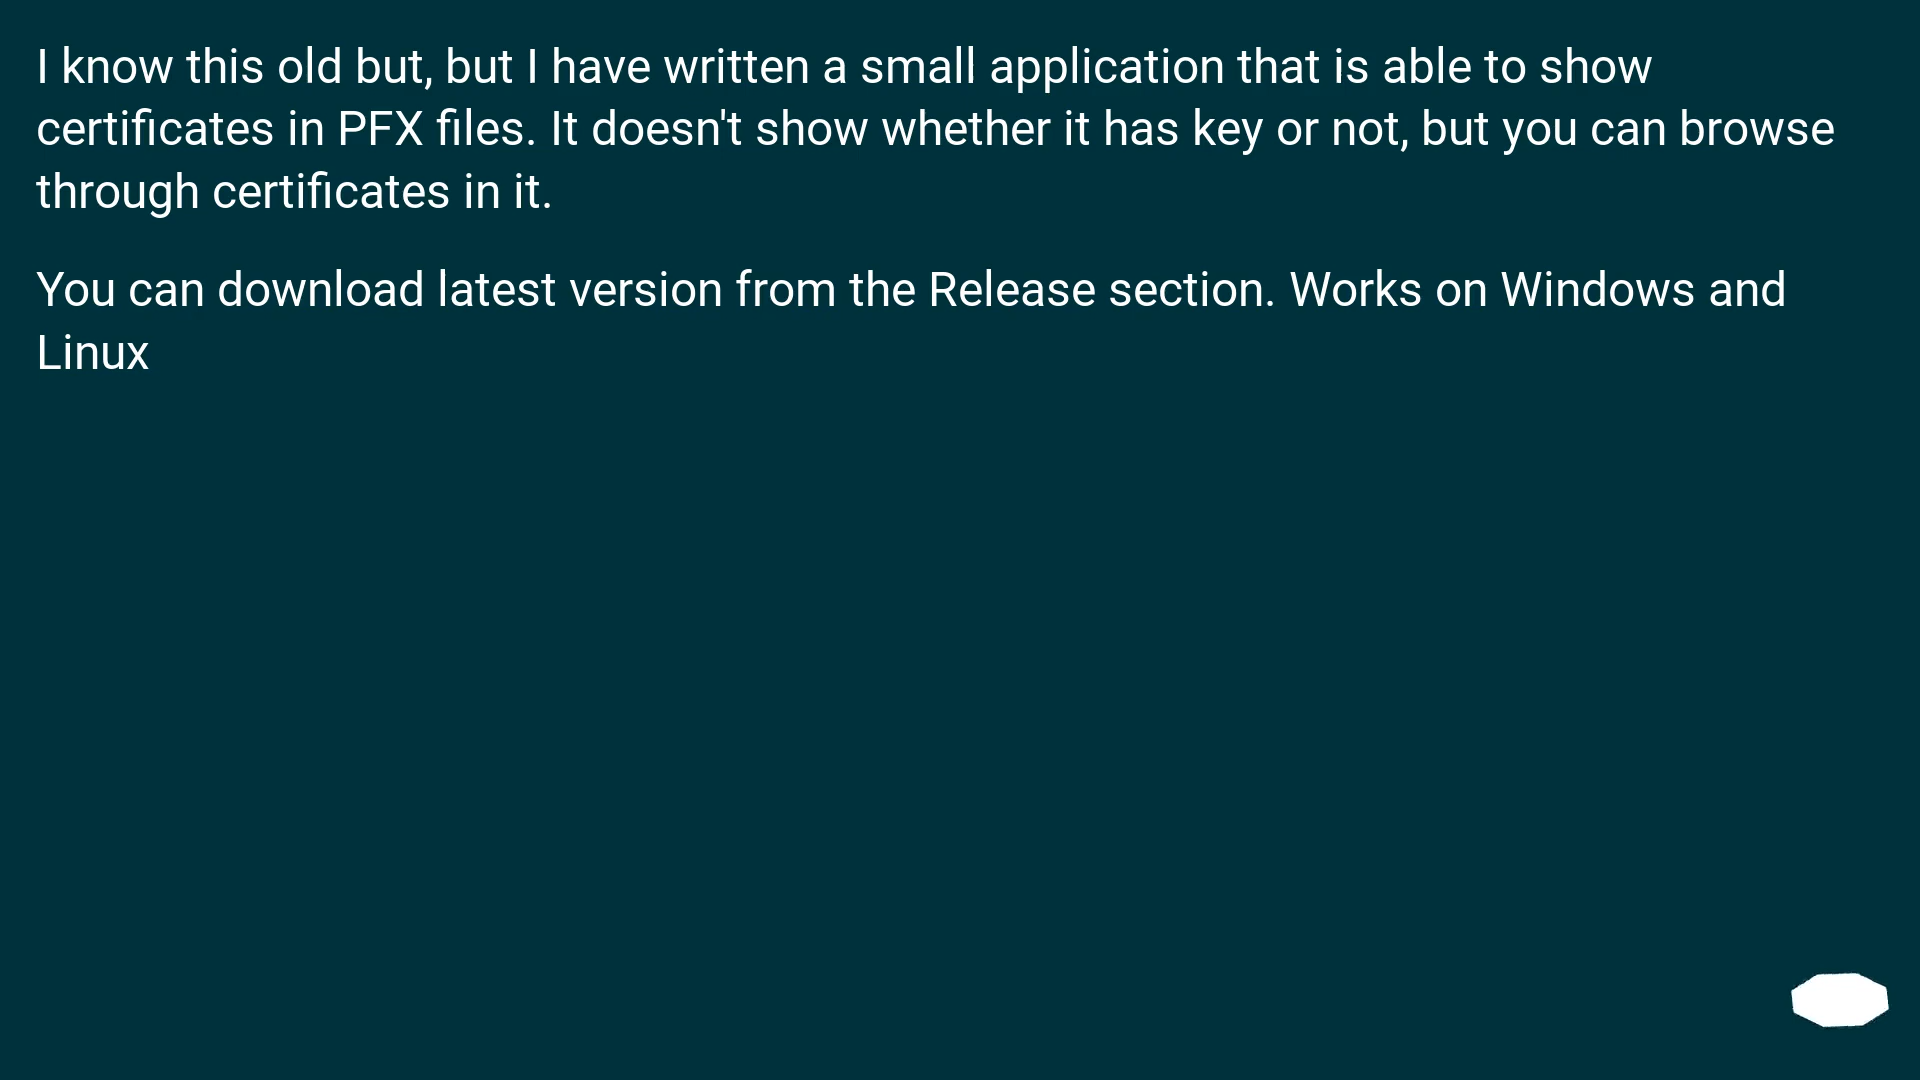 I know this old but, but I have written a small application that is able to show
certificates in PFX files. It doesn't show whether it has key or not, but you can browse
through certificates in it.
You can download latest version from the Release section. Works on Windows and
Linux